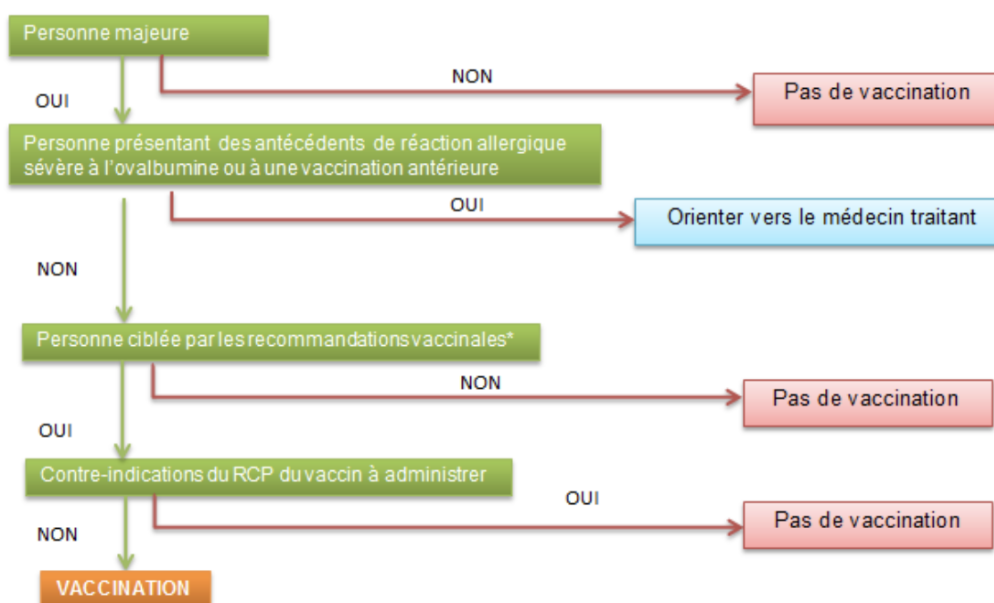 Personne majeure
NON
OUI
Pas de vaccination
Personne présentant des antécédents de réaction allergique
sévère à l'ovalbumine ou à une vaccination antérieure
OUI
Orienter vers le médecin traitant
NON
Personne ciblée par les recommandations vaccinales*
NON
Pas de vaccination
OUI
Contre-indications du RCP du vaccin à administrer
OUI
Pas de vaccination
NON
VACCINATION